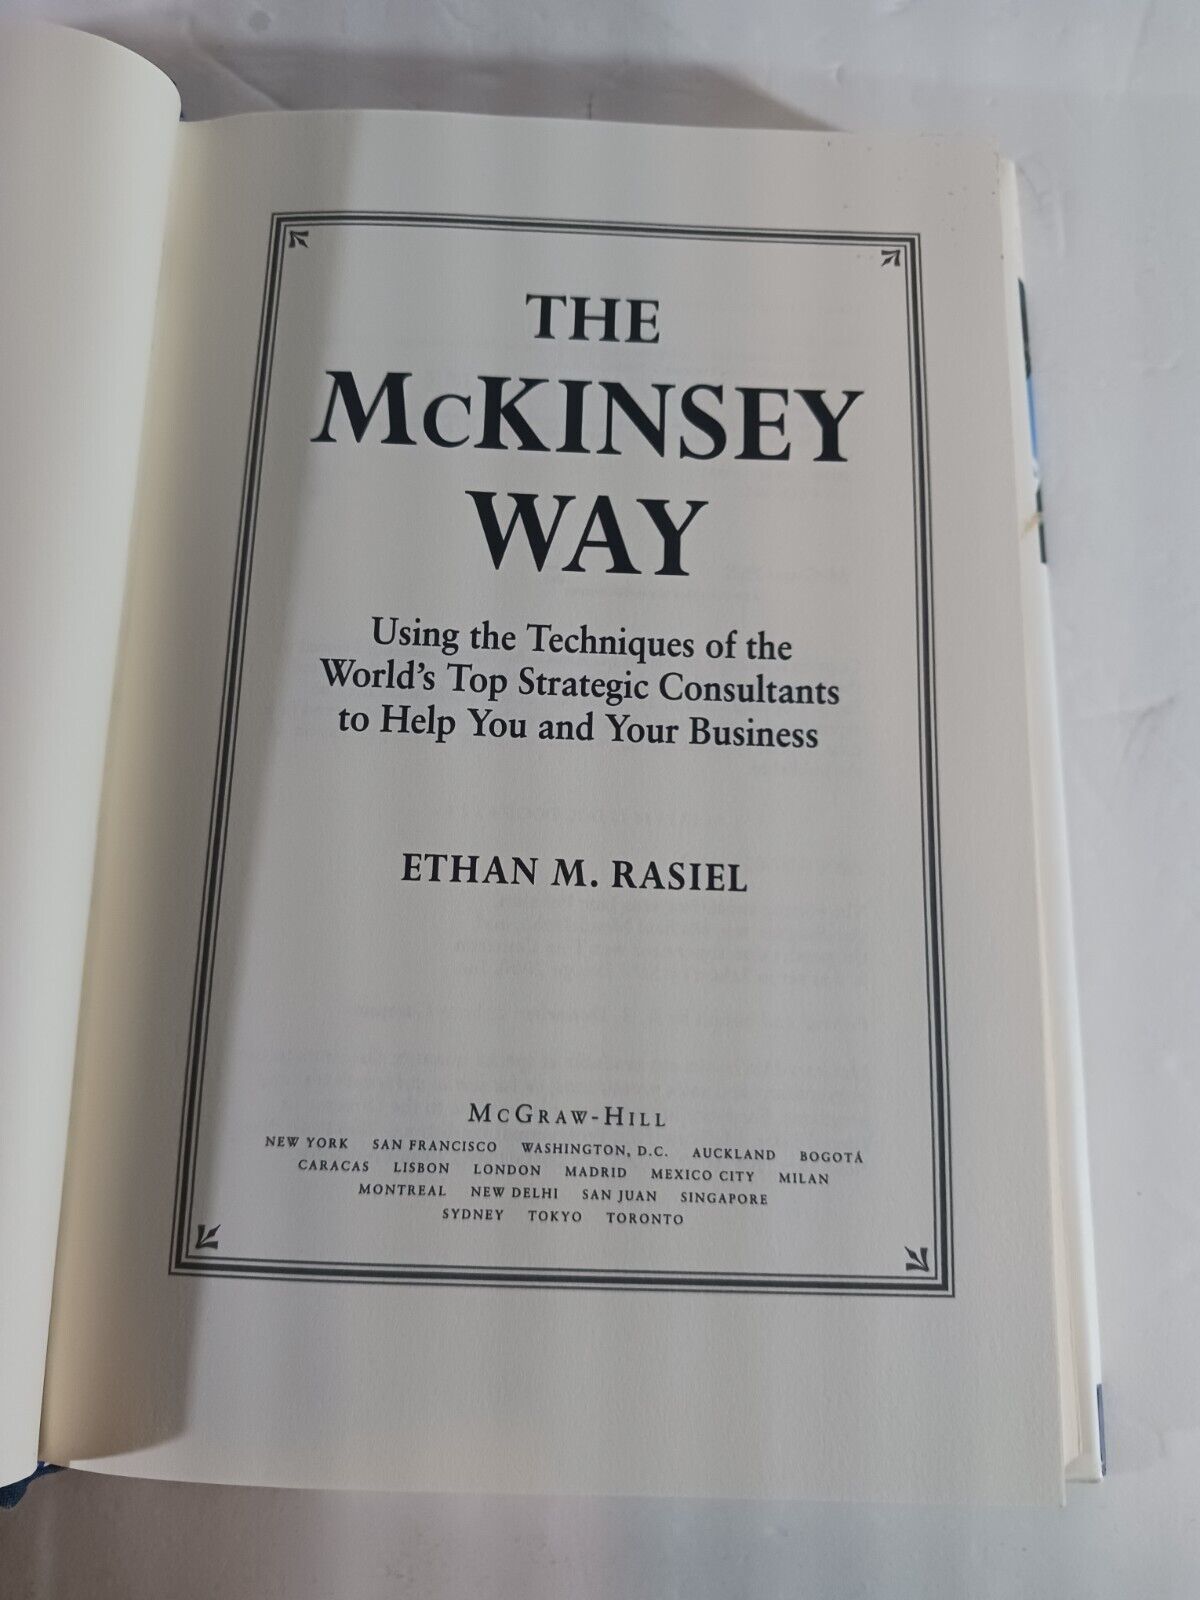 THE
McKINSEY
WAY
Using the Techniques of the
World's Top Strategic Consultants
to Help You and Your Business
ETHAN M. RASIEL
McGRAW-HILL
NEW YORK SAN FRANCISCO WASHINGTON, D.C. AUCKLAND BOGOTÁ
CARACAS LISBON LONDON MADRID MEXICO CITY MILAN
MONTREAL NEW DELHI SAN JUAN SINGAPORE
SYDNEY TOKYO TORONTO